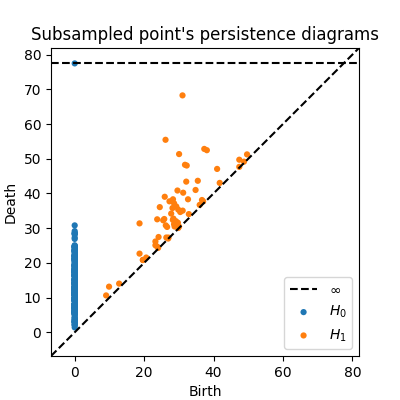 Subsampled point's persistence diagrams
80
70
60
50
40
30
20
10
0
Death
∞
H₀
H₁
0 20 40 60 80
Birth